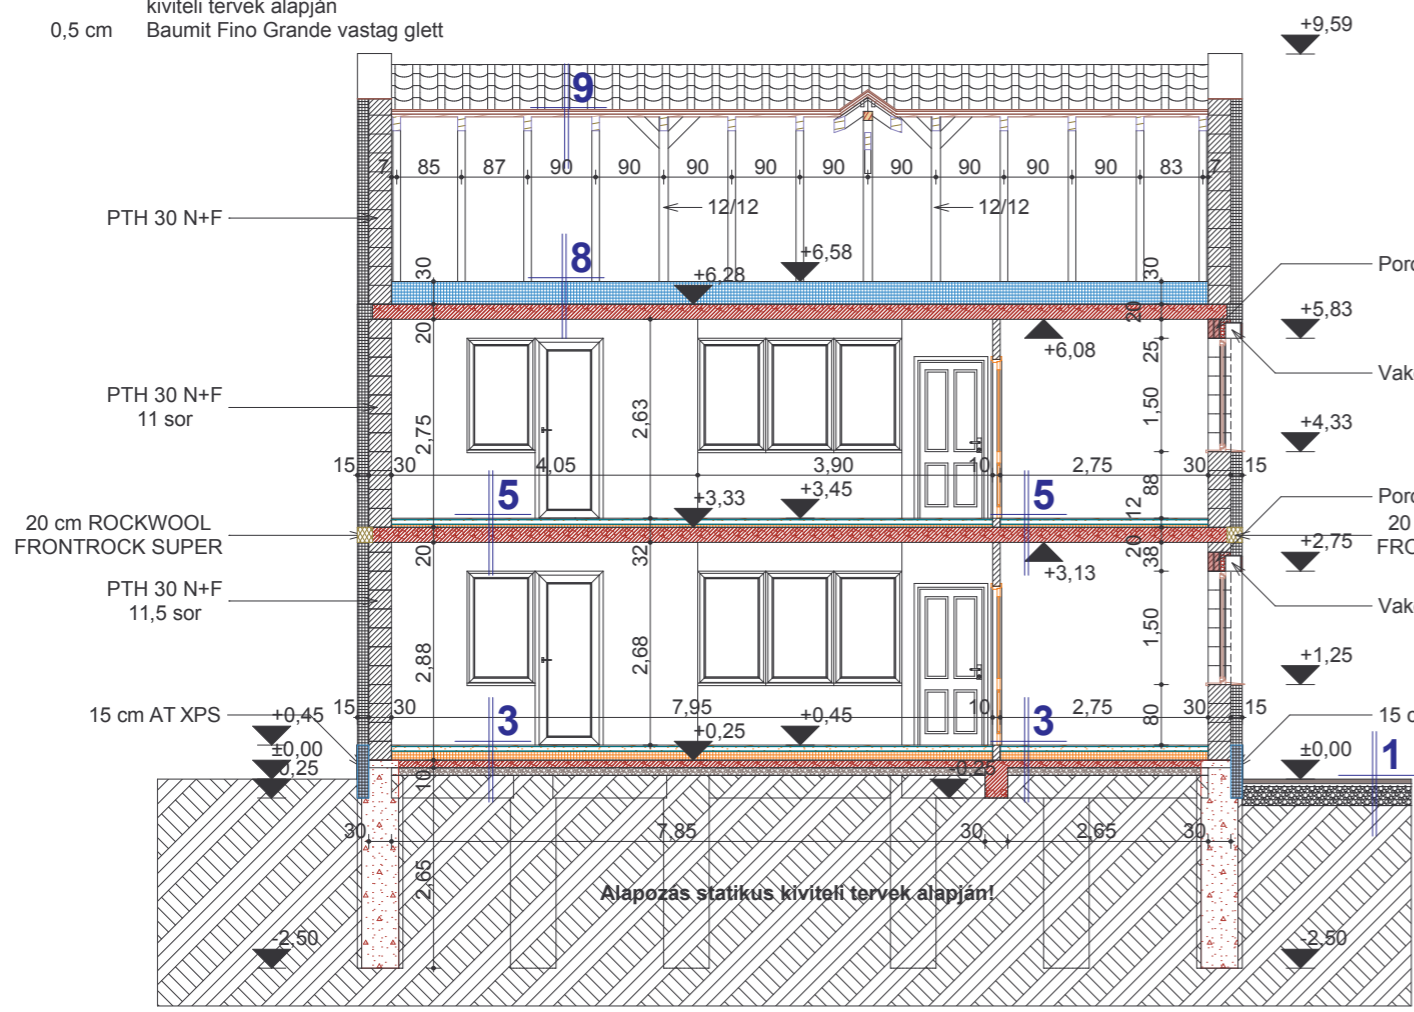 kiviteli tervek alapján
0,5 cm Baumit Fino Grande vastag glett
+9,59
9
7 85 87 90 90 90 90 90 90 90 90 90 83 7
PTH 30 N+F
12/12 12/12
8
+6,58
30 +6,28 30
Poro
20 20 +5,83
+6,08
25
Vak
PTH 30 N+F
11 sor
2,75 2,63 1,50
+4,33
15 30 4,05 3,90 10 2,75 30 15
88
5 +3,33 +3,45 5 12
Poro
20 cm ROCKWOOL
FRONTROCK SUPER
20
FRO
20 32 20 38 +2,75
+3,13
PTH 30 N+F
11,5 sor
Vak
2,88 2,68 1,50
+1,25
15 cm AT XPS
15 30 7,95 10 2,75 30 15
80
15 c
+0,45 3 +0,25 +0,45 3
±0,00 ±0,00 1
0,25 10 -0,25
30 7,85 30 2,65 30
2,65
Alapozás statikus kiviteli tervek alapján!
-2,50 -2,50